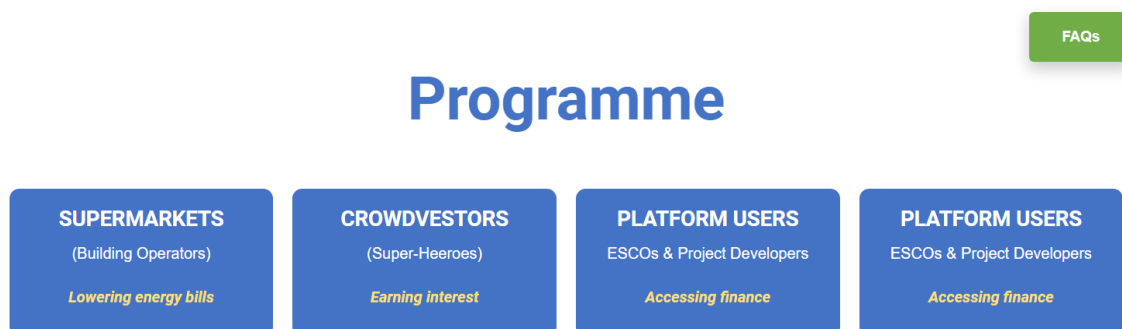 FAQs
Programme
SUPERMARKETS
(Building Operators)
Lowering energy bills
CROWDVESTORS
(Super-Heeroes)
Earning interest
PLATFORM USERS
ESCOs & Project Developers
Accessing finance
PLATFORM USERS
ESCOs & Project Developers
Accessing finance